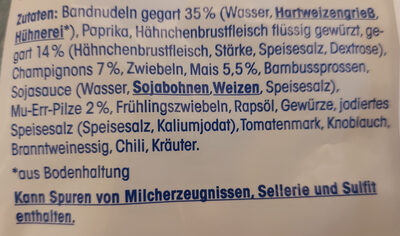 Zutaten: Bandnudeln gegart 35 % (Wasser, Hartweizengrieß,
Hühnerei*), Paprika, Hähnchenbrustfleisch flüssig gewürzt, ge-
gart 14 % (Hähnchenbrustfleisch, Stärke, Speisesalz, Dextrose),
Champignons 7 %, Zwiebeln, Mais 5,5 %, Bambussprossen,
Sojasauce (Wasser, Sojabohnen, Weizen, Speisesalz),
Mu-Err-Pilze 2 %, Frühlingszwiebeln, Rapsöl, Gewürze, jodiertes
Speisesalz (Speisesalz, Kaliumjodat), Tomatenmark, Knoblauch,
Branntweinessig, Chili, Kräuter.
*aus Bodenhaltung
Kann Spuren von Milcherzeugnissen, Sellerie und Sulfit
enthalten.